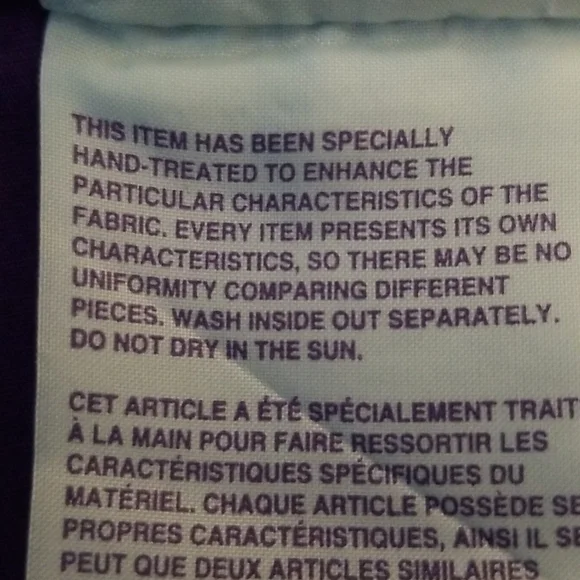 THIS ITEM HAS BEEN SPECIALLY
HAND-TREATED TO ENHANCE THE
PARTICULAR CHARACTERISTICS OF THE
FABRIC. EVERY ITEM PRESENTS ITS OWN
CHARACTERISTICS, SO THERE MAY BE NO
UNIFORMITY COMPARING DIFFERENT
PIECES. WASH INSIDE OUT SEPARATELY.
DO NOT DRY IN THE SUN.
CET ARTICLE A ÉTÉ SPÉCIALEMENT TRAIT
À LA MAIN POUR FAIRE RESSORTIR LES
CARACTÉRISTIQUES SPÉCIFIQUES DU
MATÉRIEL. CHAQUE ARTICLE POSSÈDE SE
PROPRES CARACTÉRISTIQUES, AINSI IL SE
PEUT QUE DEUX ARTICLES SIMILAIRES